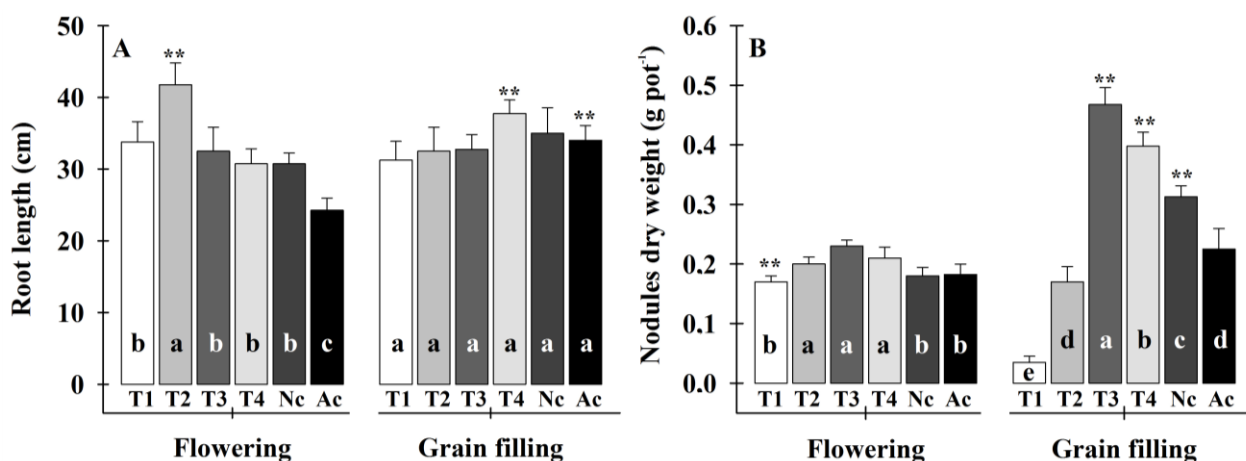 A
Root length (cm)
50
40
30
20
10
0
**
**
**
b a b b b c
a a a a a a
T1 T2 T3 T4 Nc Ac
T1 T2 T3 T4 Nc Ac
Flowering
Grain filling
B
Nodules dry weight (g pot⁻¹)
0.6
0.5
0.4
0.3
0.2
0.1
0.0
**
**
**
**
b a a a b b
e d a b c d
T1 T2 T3 T4 Nc Ac
T1 T2 T3 T4 Nc Ac
Flowering
Grain filling